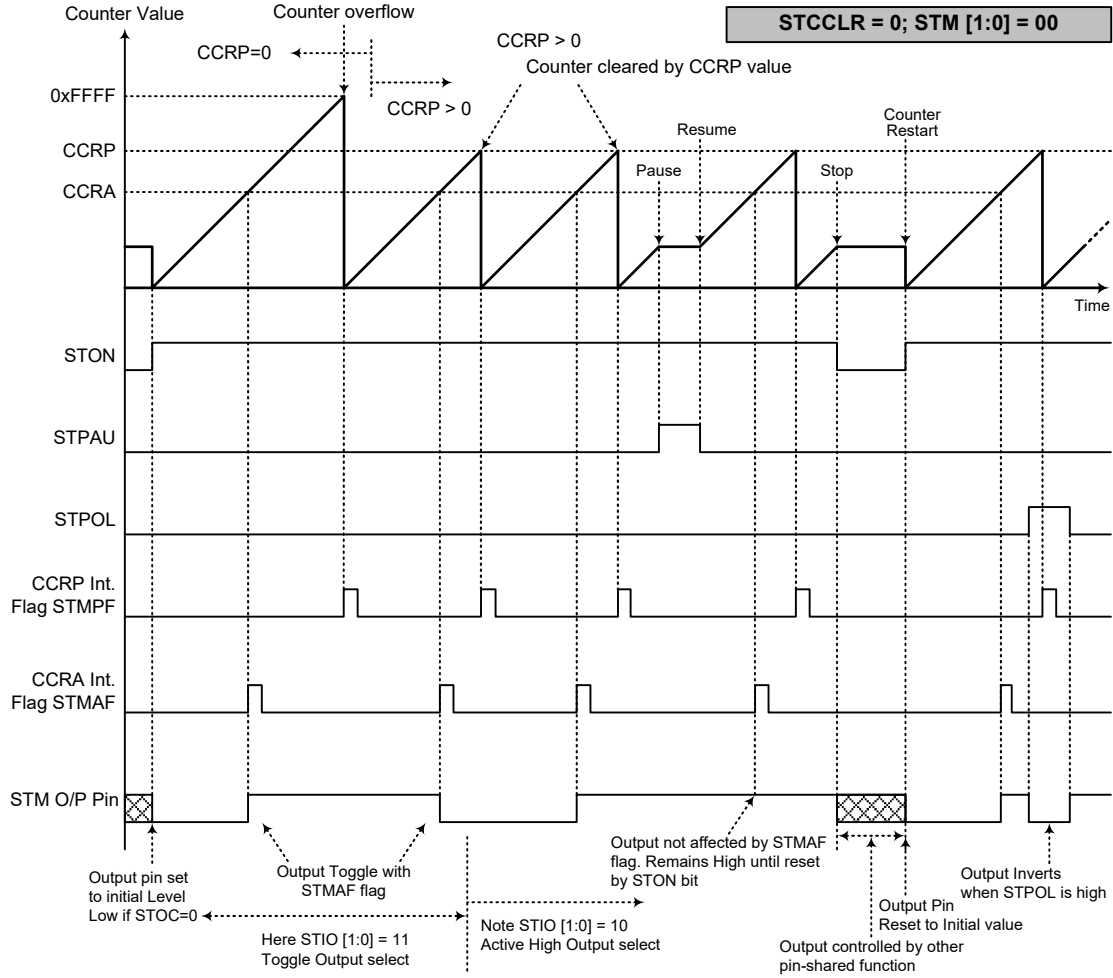 Counter Value
Counter overflow
STCCLR = 0; STM [1:0] = 00
CCRP=0
CCRP > 0
CCRP > 0
Counter cleared by CCRP value
0xFFFF
CCRP
CCRA
Pause
Resume
Stop
Counter
Restart
Time
STON
STPAU
STPOL
CCRP Int.
Flag STMPF
CCRA Int.
Flag STMAF
STM O/P Pin
Output pin set
to initial Level
Low if STOC=0
Output Toggle with
STMAF flag
Here STIO [1:0] = 11
Toggle Output select
Note STIO [1:0] = 10
Active High Output select
Output not affected by STMAF
flag. Remains High until reset
by STON bit
Output controlled by other
pin-shared function
Output Pin
Reset to Initial value
Output Inverts
when STPOL is high